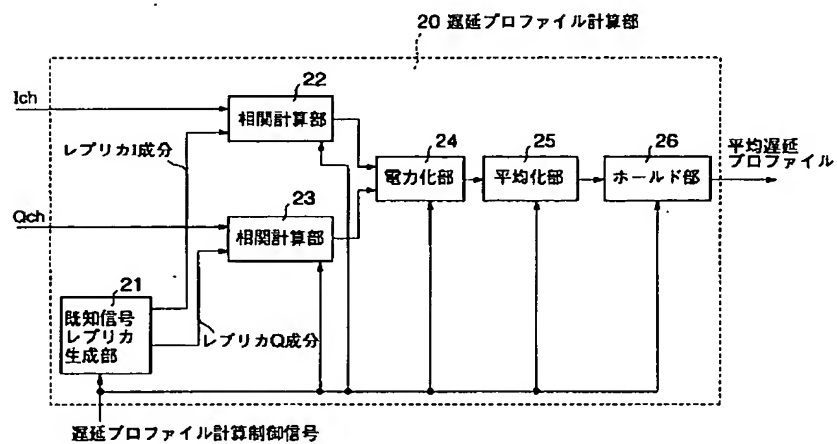 20 遅延プロファイル計算部
Ich
22
相関計算部
レプリカI成分
24
電力化部
25
平均化部
26
ホールド部
平均遅延
プロファイル
Qch
23
相関計算部
21
既知信号
レプリカ
生成部
レプリカQ成分
遅延プロファイル計算制御信号